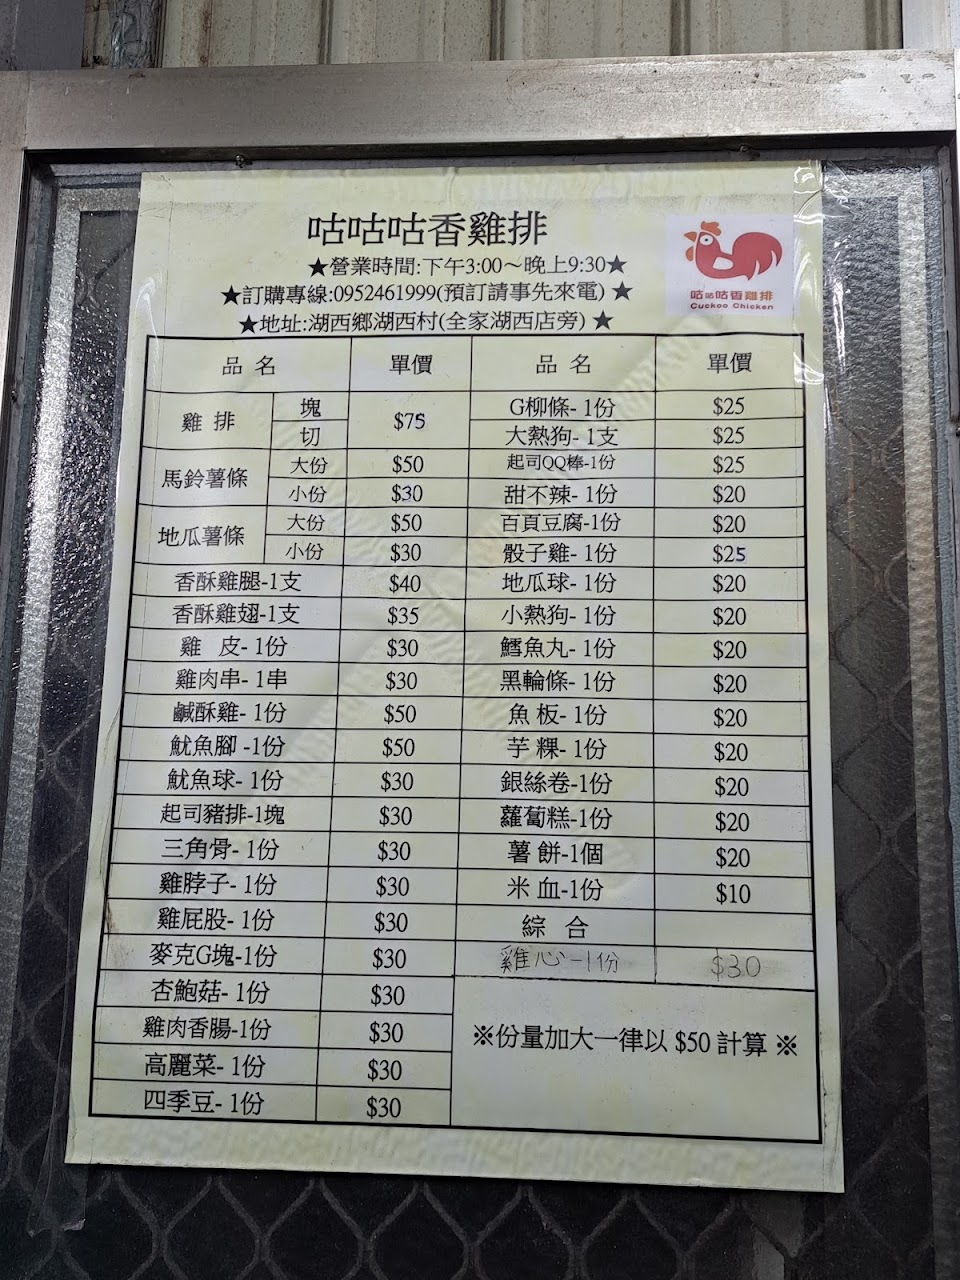 咕咕咕香雞排
★營業時間:下午3:00～晚上9:30★
★訂購專線:0952461999(預訂請事先來電) ★
★地址:湖西鄉湖西村(全家湖西店旁) ★
咕咕咕香雞排
Cuckoo Chicken
品 名 單價 品 名 單價
雞 排 塊 $75 G柳條- 1份 $25
切 大熱狗- 1支 $25
馬鈴薯條 大份 $50 起司QQ棒-1份 $25
小份 $30 甜不辣- 1份 $20
地瓜薯條 大份 $50 百頁豆腐-1份 $20
小份 $30 骰子雞- 1份 $25
香酥雞腿-1支 $40 地瓜球- 1份 $20
香酥雞翅-1支 $35 小熱狗- 1份 $20
雞 皮- 1份 $30 鱈魚丸- 1份 $20
雞肉串- 1串 $30 黑輪條- 1份 $20
鹹酥雞- 1份 $50 魚 板- 1份 $20
魷魚腳 -1份 $50 芋 粿- 1份 $20
魷魚球- 1份 $30 銀絲卷-1份 $20
起司豬排-1塊 $30 蘿蔔糕-1份 $20
三角骨- 1份 $30 薯 餅-1個 $20
雞脖子- 1份 $30 米 血-1份 $10
雞屁股- 1份 $30 綜 合
麥克G塊-1份 $30 雞心-1份 $30
杏鮑菇- 1份 $30
雞肉香腸-1份 $30 ※份量加大一律以 $50 計算 ※
高麗菜- 1份 $30
四季豆- 1份 $30